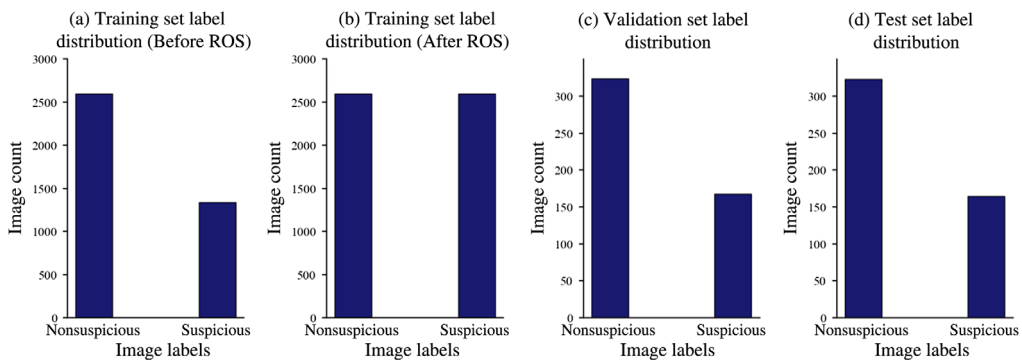 (a) Training set label
distribution (Before ROS)
3000
2500
2000
1500
1000
500
0
Image count
Nonsuspicious Suspicious
Image labels
(b) Training set label
distribution (After ROS)
3000
2500
2000
1500
1000
500
0
Image count
Nonsuspicious Suspicious
Image labels
(c) Validation set label
distribution
300
250
200
150
100
50
0
Image count
Nonsuspicious Suspicious
Image labels
(d) Test set label
distribution
300
250
200
150
100
50
0
Image count
Nonsuspicious Suspicious
Image labels